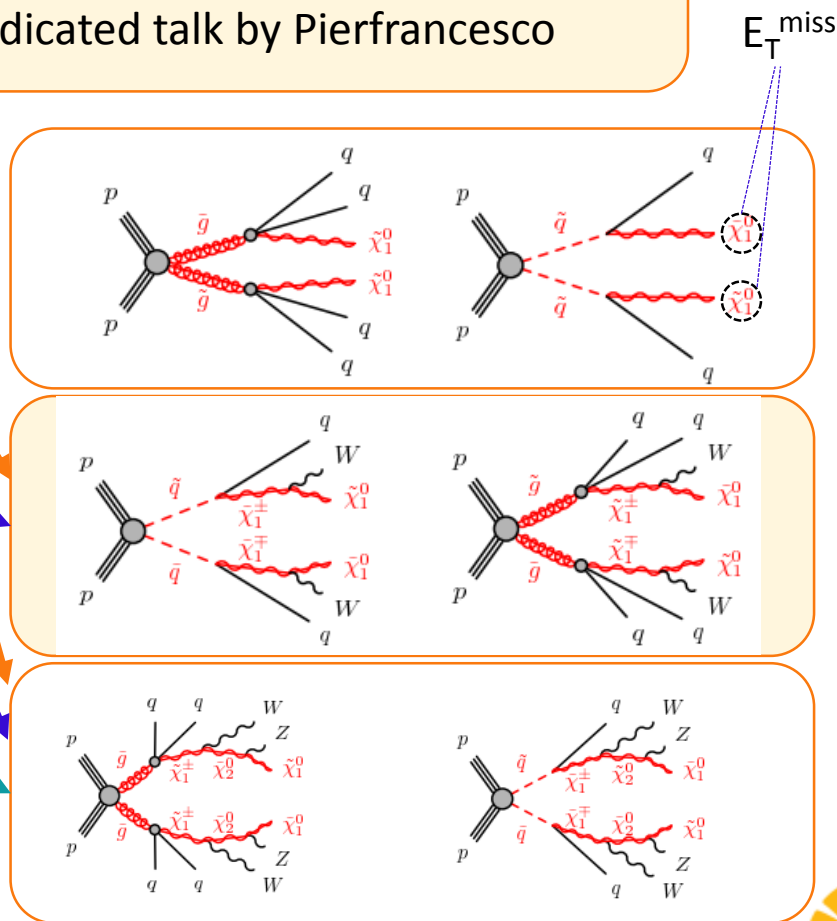 dicated talk by Pierfrancesco
E_T^miss
p p g̃ g̃ q q χ̃₁⁰ χ̃₁⁰ q q
p p q̃ q̃ q χ̃₁⁰ χ̃₁⁰ q
p p q̃ q̃ q W χ̃₁± χ̃₁⁰ χ̃₁∓ χ̃₁⁰ W q
p p g̃ g̃ q q W χ̃₁± χ̃₁⁰ χ̃₁∓ χ̃₁⁰ W q q
p p g̃ g̃ q q W Z χ̃₁± χ̃₂⁰ χ̃₁⁰ χ̃₁± χ̃₂⁰ χ̃₁⁰ Z W q q
p p q̃ q̃ q W Z χ̃₁± χ̃₂⁰ χ̃₁⁰ χ̃₁∓ χ̃₂⁰ χ̃₁⁰ Z W q